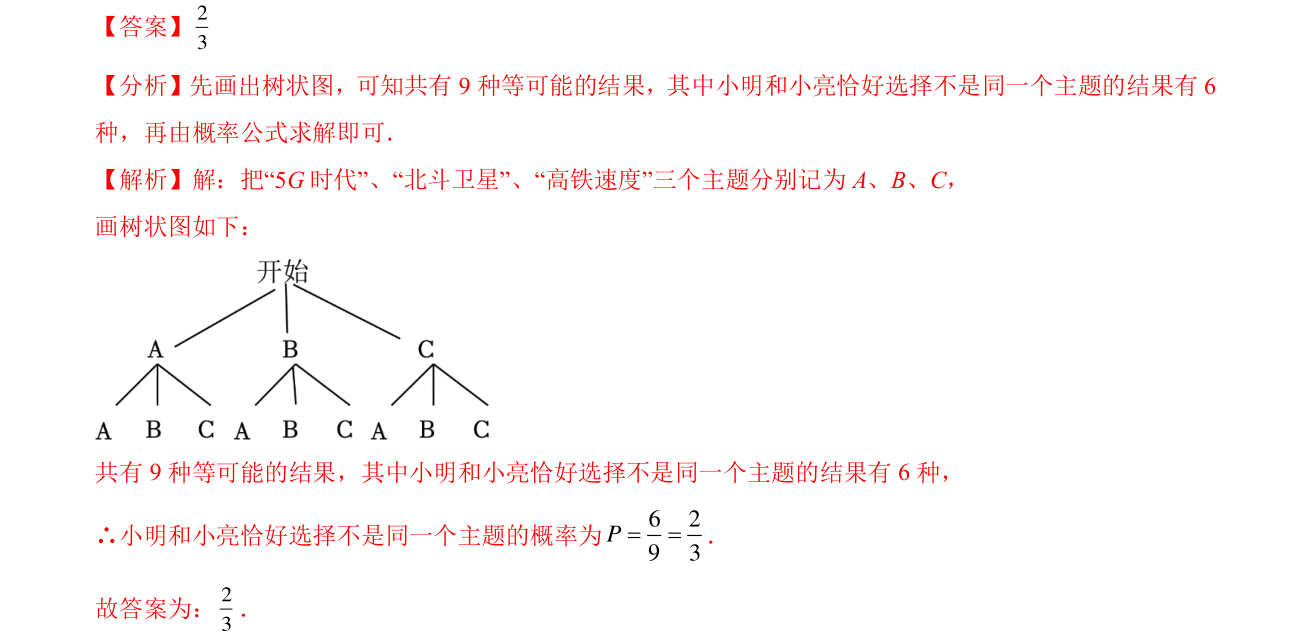 【答案】2/3
【分析】先画出树状图，可知共有 9 种等可能的结果，其中小明和小亮恰好选择不是同一个主题的结果有 6
种，再由概率公式求解即可．
【解析】解：把“5G 时代”、“北斗卫星”、“高铁速度”三个主题分别记为 A、B、C，
画树状图如下：
开始
A B C
A B C A B C A B C
共有 9 种等可能的结果，其中小明和小亮恰好选择不是同一个主题的结果有 6 种，
∴小明和小亮恰好选择不是同一个主题的概率为 P = 6/9 = 2/3．
故答案为：2/3．